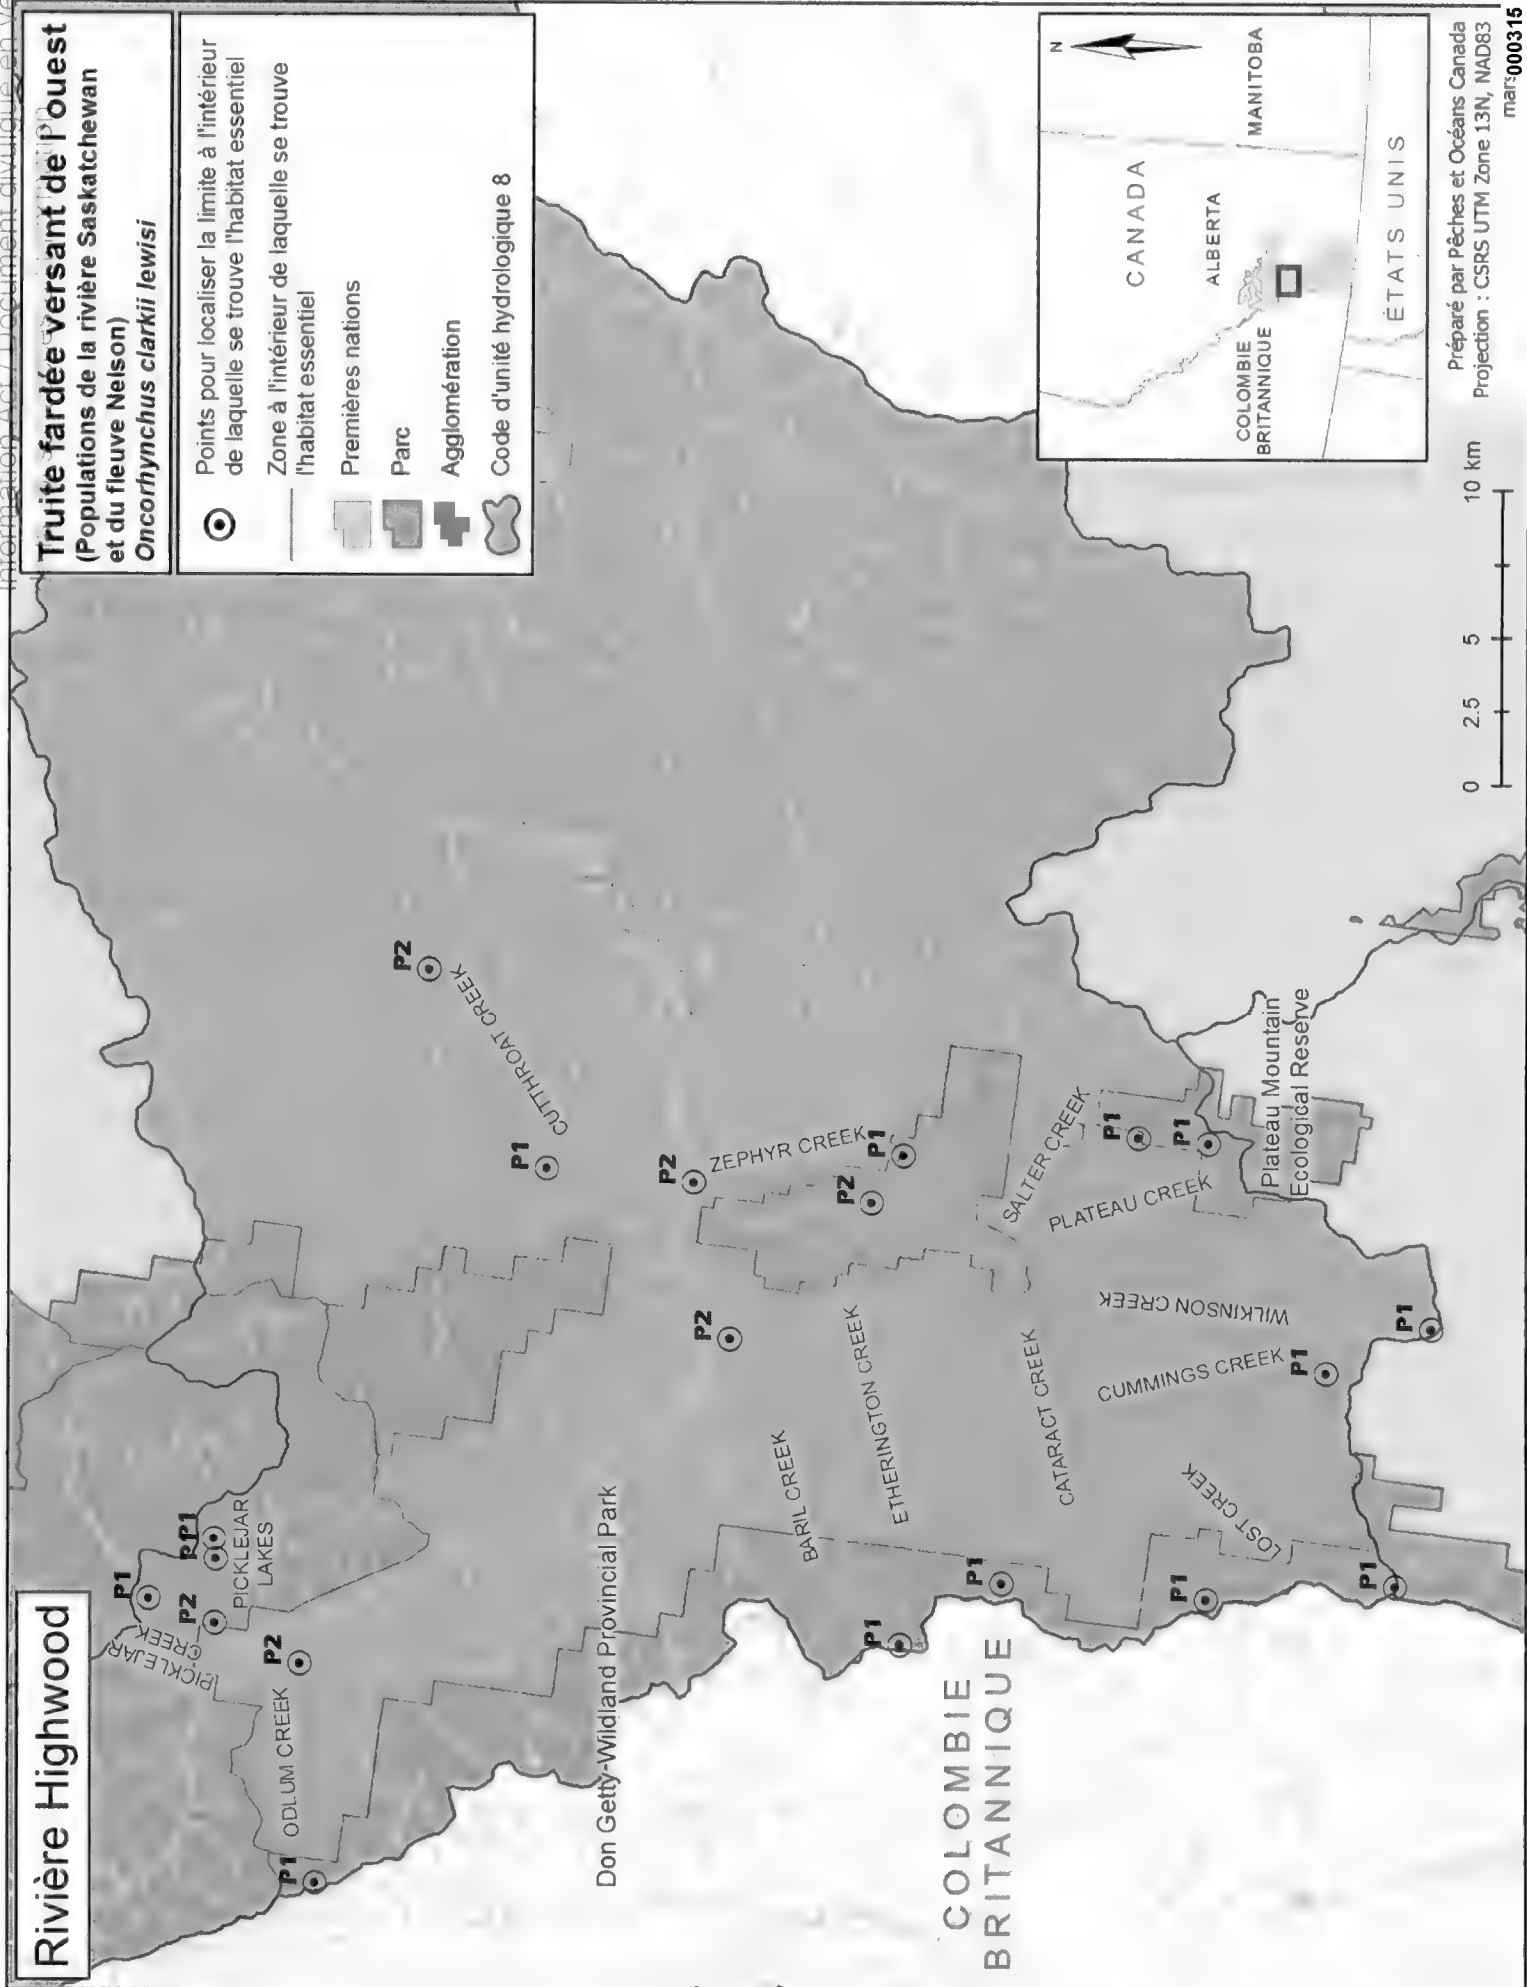 Rivière Highwood
Truite fardée versant de l'ouest
(Populations de la rivière Saskatchewan
et du fleuve Nelson)
Oncorhynchus clarkii lewisi
Points pour localiser la limite à l'intérieur
de laquelle se trouve l'habitat essentiel
Zone à l'intérieur de laquelle se trouve
l'habitat essentiel
Premières nations
Parc
Agglomération
Code d'unité hydrologique 8
P1
PICKLEJAR
CREEK
P2
P1
PICKLEJAR
LAKES
P2
ODLUM CREEK
P1
P2
CUTTHROAT CREEK
P1
Don Getty-Wildland Provincial Park
P2
ZEPHYR CREEK
P1
P2
P2
BARIL CREEK
ETHERINGTON CREEK
P1
P1
CATARACT CREEK
SALTER CREEK
PLATEAU CREEK
P1
P1
WILKINSON CREEK
CUMMINGS CREEK
P1
P1
LOST CREEK
P1
P1
Plateau Mountain
Ecological Reserve
COLOMBIE
BRITANNIQUE
N
CANADA
ALBERTA
MANITOBA
COLOMBIE
BRITANNIQUE
ÉTATS UNIS
0 2.5 5 10 km
Préparé par Pêches et Océans Canada
Projection : CSRS UTM Zone 13N, NAD83
mars
000315